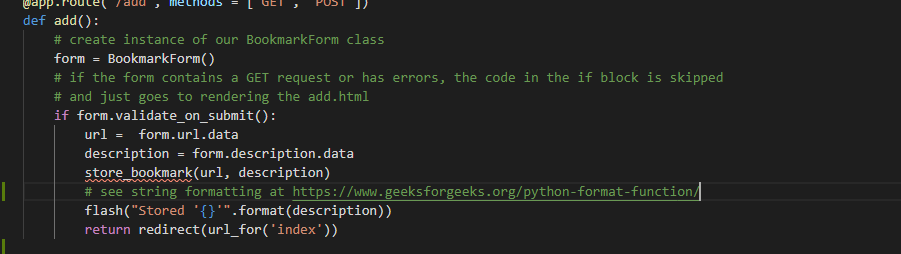 @app.route('/add', methods = ['GET', 'POST'])
def add():
    # create instance of our BookmarkForm class
    form = BookmarkForm()
    # if the form contains a GET request or has errors, the code in the if block is skipped
    # and just goes to rendering the add.html
    if form.validate_on_submit():
        url =  form.url.data
        description = form.description.data
        store_bookmark(url, description)
        # see string formatting at https://www.geeksforgeeks.org/python-format-function/
        flash("Stored '{}'".format(description))
        return redirect(url_for('index'))